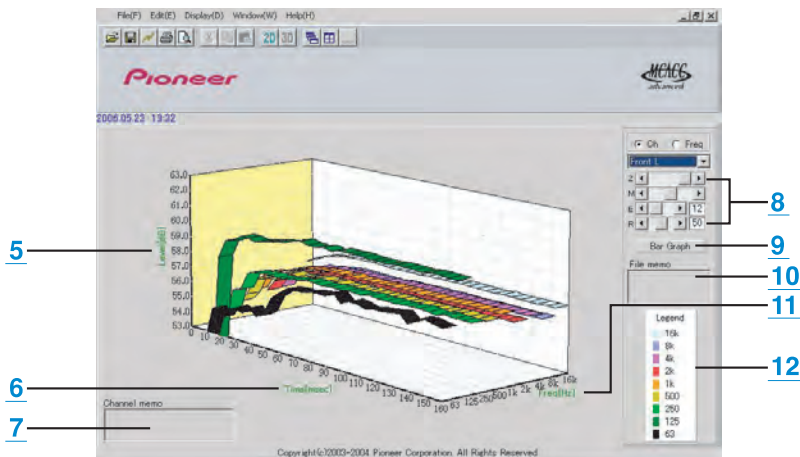 File(F) Edit(E) Display(D) Window(W) Help(H)
2D 3D
Pioneer
MCACC
advanced
2006.05.23 19:32
Ch Freq
Front L
Z
M
E 12
R 50
8
Bar Graph
9
File memo
10
11
Legend
16k
8k
4k
2k
1k
500
250
125
63
12
63.0
62.0
61.0
60.0
59.0
58.0
57.0
56.0
55.0
54.0
53.0
Level[dB]
5
0 10 20 30 40 50 60 70 80 90 100 110 120 130 140 150 160
Time[msec]
6
63 125 250 500 1k 2k 4k 8k 16k
Freq[Hz]
Channel memo
7
Copyright(c)2003-2004 Pioneer Corporation. All Rights Reserved